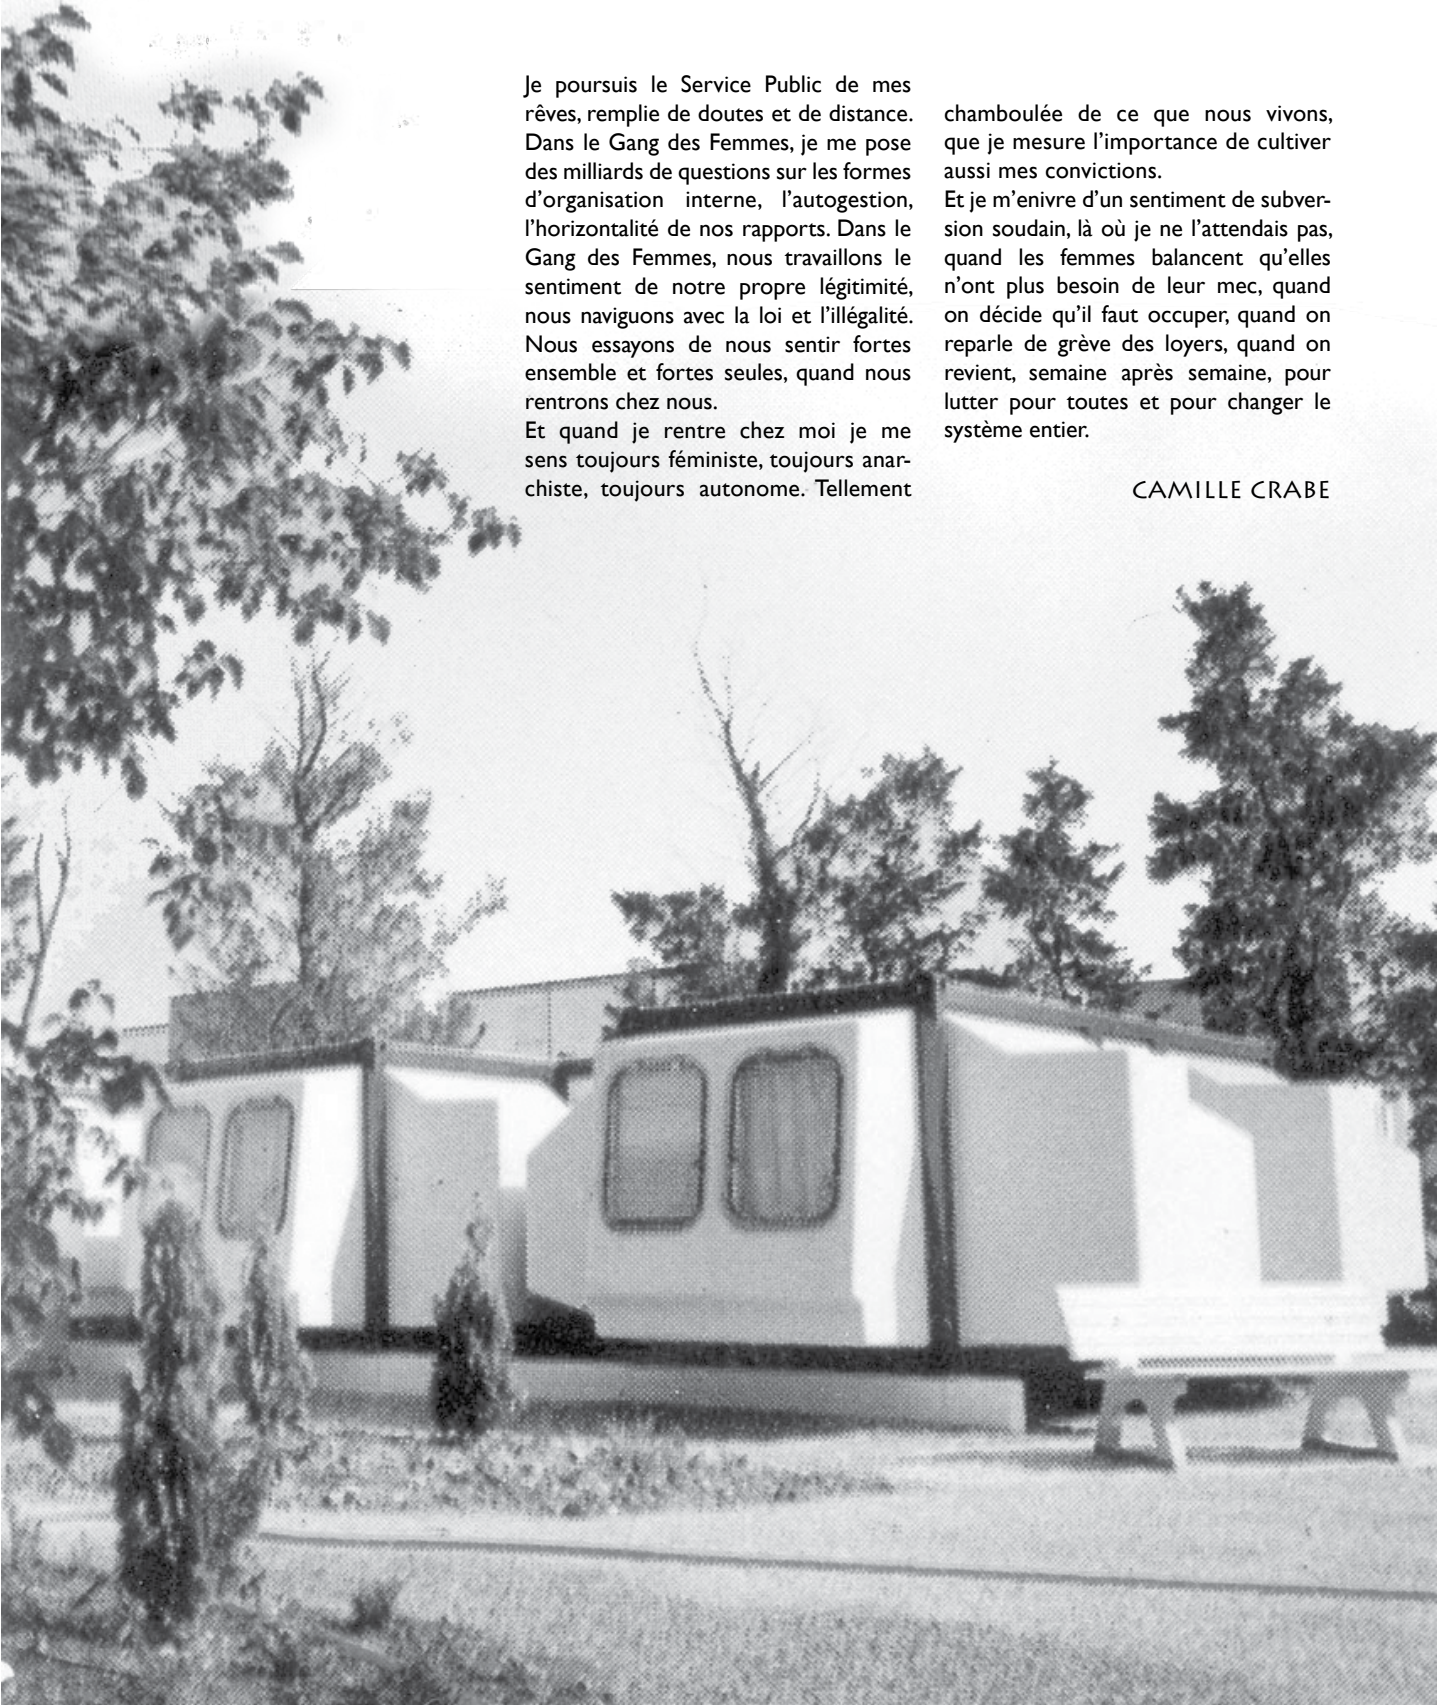 Je poursuis le Service Public de mes
rêves, remplie de doutes et de distance.
Dans le Gang des Femmes, je me pose
des milliards de questions sur les formes
d'organisation interne, l'autogestion,
l'horizontalité de nos rapports. Dans le
Gang des Femmes, nous travaillons le
sentiment de notre propre légitimité,
nous naviguons avec la loi et l'illégalité.
Nous essayons de nous sentir fortes
ensemble et fortes seules, quand nous
rentrons chez nous.
Et quand je rentre chez moi je me
sens toujours féministe, toujours anar-
chiste, toujours autonome. Tellement
chamboulée de ce que nous vivons,
que je mesure l'importance de cultiver
aussi mes convictions.
Et je m'enivre d'un sentiment de subver-
sion soudain, là où je ne l'attendais pas,
quand les femmes balancent qu'elles
n'ont plus besoin de leur mec, quand
on décide qu'il faut occuper, quand on
reparle de grève des loyers, quand on
revient, semaine après semaine, pour
lutter pour toutes et pour changer le
système entier.
CAMILLE CRABE